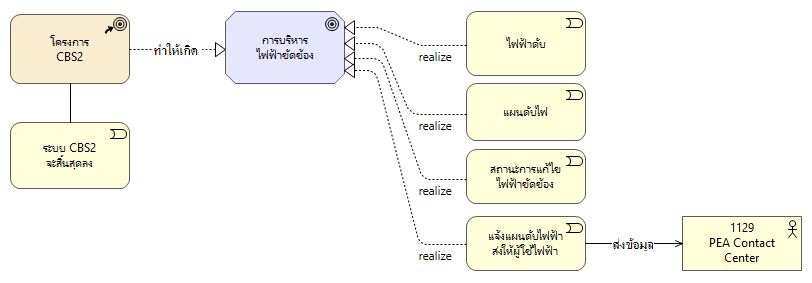 โครงการ
CBS2
ทำให้เกิด
การบริหาร
ไฟฟ้าขัดข้อง
ไฟฟ้าดับ
realize
แผนดับไฟ
realize
ระบบ CBS2
จะสิ้นสุดลง
สถานะการแก้ไข
ไฟฟ้าขัดข้อง
realize
แจ้งแผนดับไฟฟ้า
ส่งให้ผู้ใช้ไฟฟ้า
realize
ส่งข้อมูล
1129
PEA Contact
Center